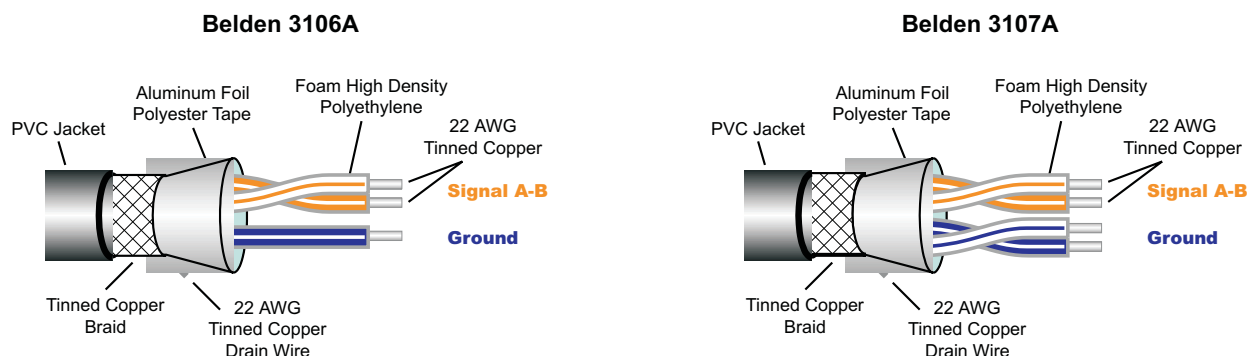 Belden 3106A
Aluminum Foil
Polyester Tape
Foam High Density
Polyethylene
PVC Jacket
22 AWG
Tinned Copper
Signal A-B
Ground
Tinned Copper
Braid
22 AWG
Tinned Copper
Drain Wire
Belden 3107A
Aluminum Foil
Polyester Tape
Foam High Density
Polyethylene
PVC Jacket
22 AWG
Tinned Copper
Signal A-B
Ground
Tinned Copper
Braid
22 AWG
Tinned Copper
Drain Wire